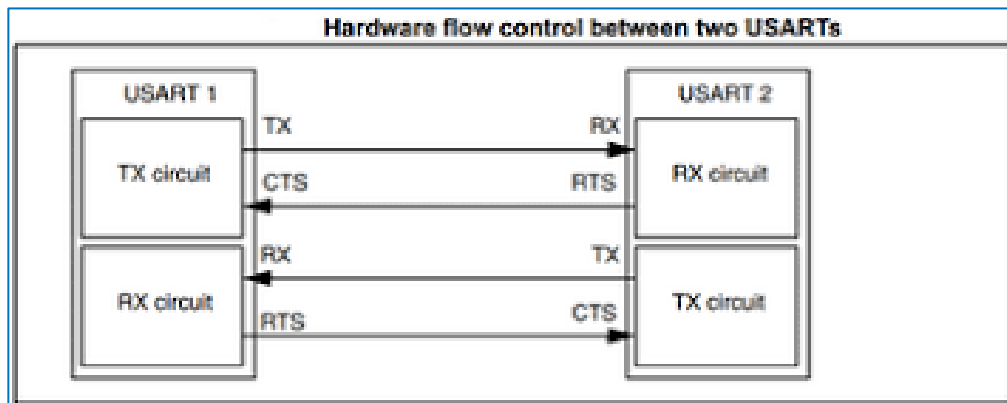 Hardware flow control between two USARTs
USART 1 USART 2
TX RX
TX circuit RX circuit
CTS RTS
RX TX
RX circuit TX circuit
RTS CTS